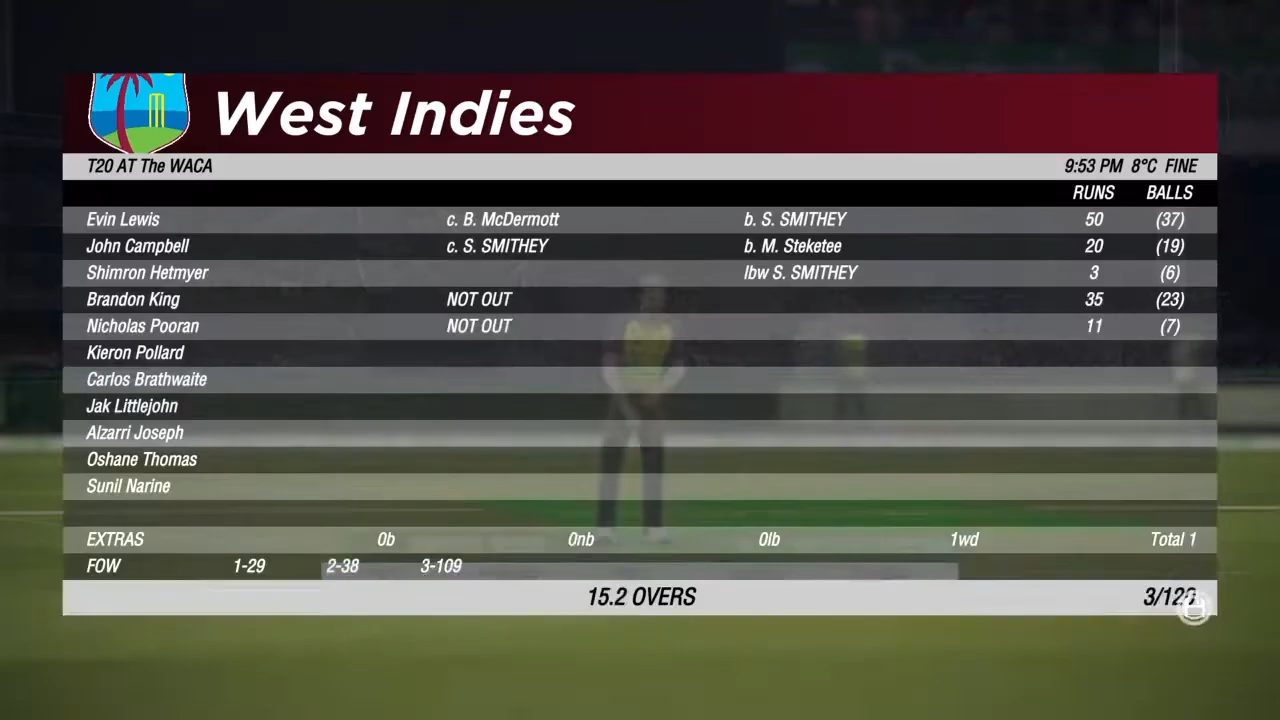 West Indies
T20 AT The WACA 9:53 PM 8°C FINE
RUNS BALLS
Evin Lewis c. B. McDermott b. S. SMITHEY 50 (37)
John Campbell c. S. SMITHEY b. M. Steketee 20 (19)
Shimron Hetmyer lbw S. SMITHEY 3 (6)
Brandon King NOT OUT 35 (23)
Nicholas Pooran NOT OUT 11 (7)
Kieron Pollard
Carlos Brathwaite
Jak Littlejohn
Alzarri Joseph
Oshane Thomas
Sunil Narine
EXTRAS 0b 0nb 0lb 1wd Total 1
FOW 1-29 2-38 3-109
15.2 OVERS